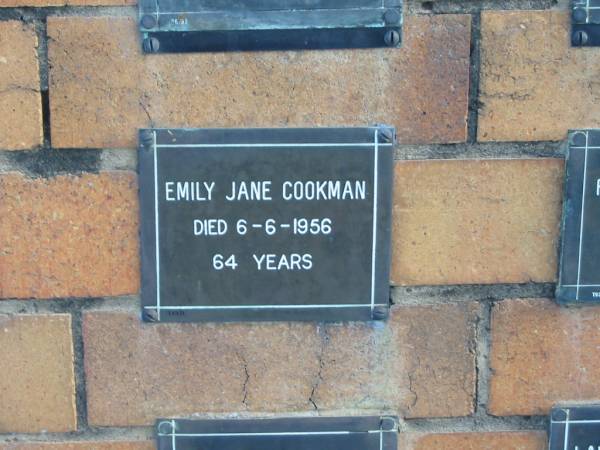 EMILY JANE COOKMAN
DIED 6-6-1956
64 YEARS